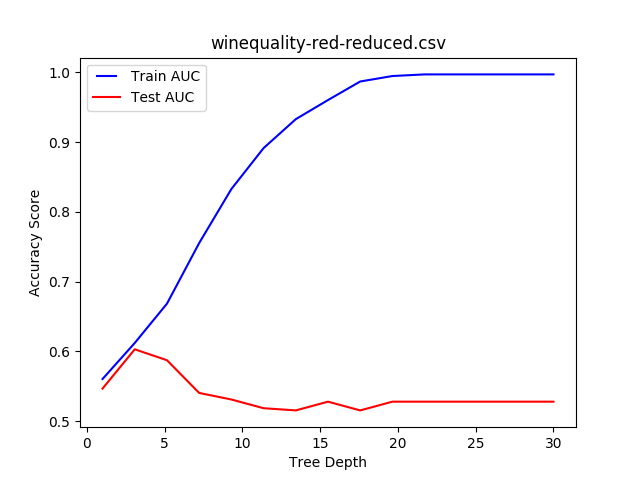 winequality-red-reduced.csv
Train AUC
Test AUC
1.0
0.9
0.8
0.7
0.6
0.5
Accuracy Score
0 5 10 15 20 25 30
Tree Depth